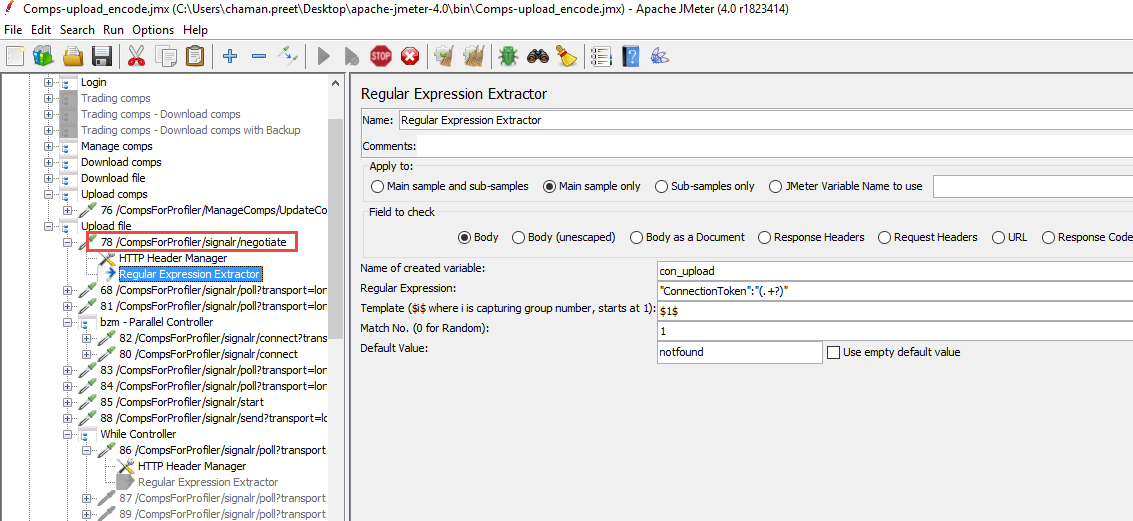 Comps-upload_encode.jmx (C:\Users\chaman.preet\Desktop\apache-jmeter-4.0\bin\Comps-upload_encode.jmx) - Apache JMeter (4.0 r1823414)
File Edit Search Run Options Help
STOP
Login
Trading comps
Trading comps - Download comps
Trading comps - Download comps with Backup
Manage comps
Download comps
Download file
Upload comps
76 /CompsForProfiler/ManageComps/UpdateCo
Upload file
78 /CompsForProfiler/signalr/negotiate
HTTP Header Manager
Regular Expression Extractor
68 /CompsForProfiler/signalr/poll?transport=lon
81 /CompsForProfiler/signalr/poll?transport=lon
bzm - Parallel Controller
82 /CompsForProfiler/signalr/connect?trans
80 /CompsForProfiler/signalr/connect
83 /CompsForProfiler/signalr/poll?transport=lon
84 /CompsForProfiler/signalr/poll?transport=lon
85 /CompsForProfiler/signalr/start
88 /CompsForProfiler/signalr/send?transport=lo
While Controller
86 /CompsForProfiler/signalr/poll?transport
HTTP Header Manager
Regular Expression Extractor
87 /CompsForProfiler/signalr/poll?transport
89 /CompsForProfiler/signalr/poll?transport
Regular Expression Extractor
Name: Regular Expression Extractor
Comments:
Apply to:
Main sample and sub-samples Main sample only Sub-samples only JMeter Variable Name to use
Field to check
Body Body (unescaped) Body as a Document Response Headers Request Headers URL Response Code
Name of created variable: con_upload
Regular Expression: "ConnectionToken":"(.+?)"
Template ($i$ where i is capturing group number, starts at 1): $1$
Match No. (0 for Random): 1
Default Value: notfound Use empty default value